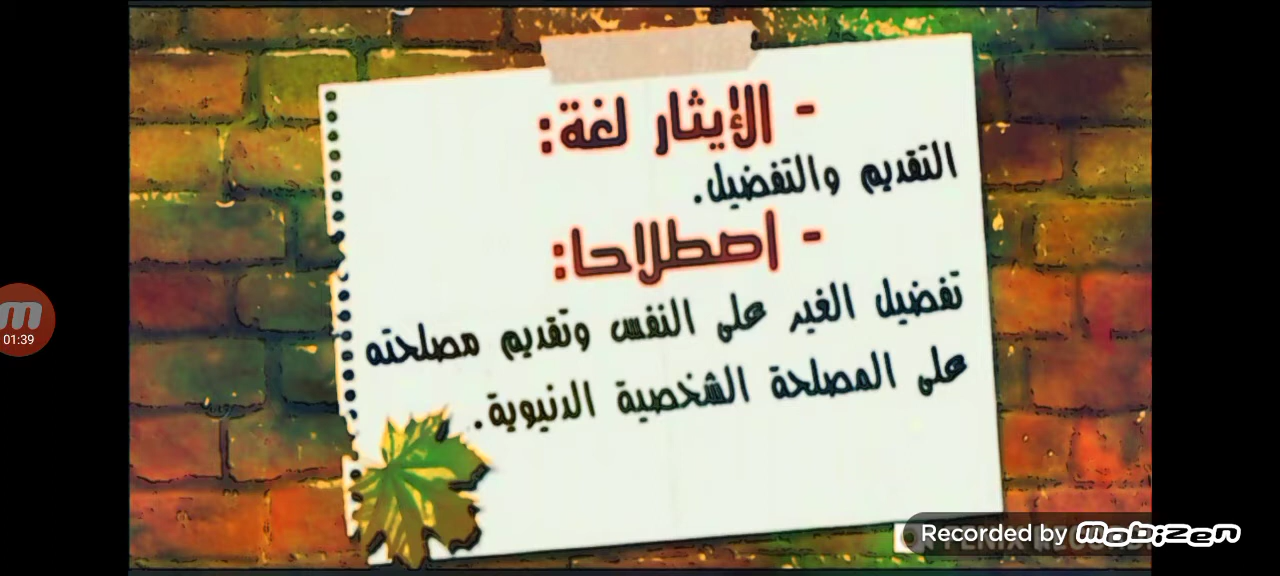 - الإيثار لغة:
التقديم والتفضيل.
- اصطلاحا:
تفضيل الغير على النفس وتقديم مصلحته
على المصلحة الشخصية الدنيوية.
01:39
Recorded by mobizen